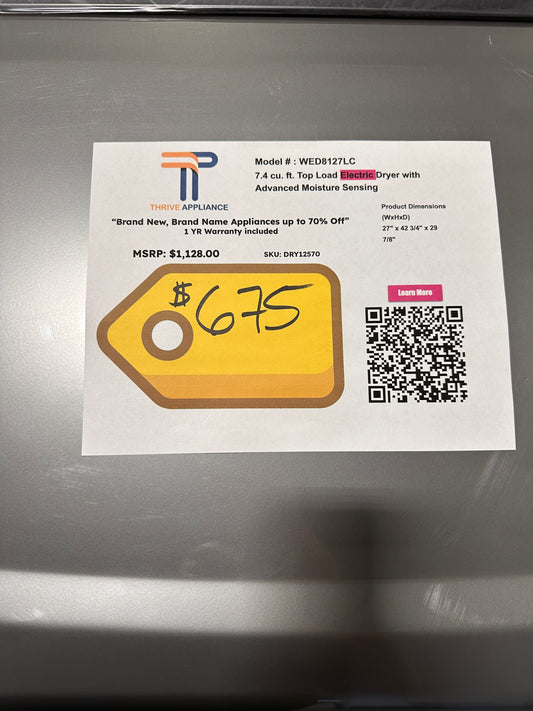 THRIVE APPLIANCE
Model # : WED8127LC
7.4 cu. ft. Top Load Electric Dryer with
Advanced Moisture Sensing
"Brand New, Brand Name Appliances up to 70% Off"
1 YR Warranty included
Product Dimensions
(WxHxD)
27" x 42 3/4" x 29
7/8"
MSRP: $1,128.00
SKU: DRY12570
$675
Learn More